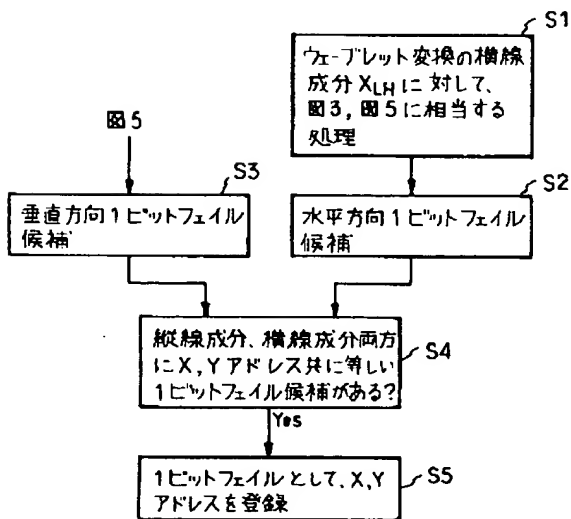 S1
ウェーブレット変換の横線
成分XLHに対して、
図3,図5に相当する
処理
図5
S3
垂直方向1ビットフェイル
候補
S2
水平方向1ビットフェイル
候補
縦線成分、横線成分両方
にX,Yアドレス共に等しい
1ビットフェイル候補がある?
S4
Yes
1ビットフェイルとして、X,Y
アドレスを登録
S5